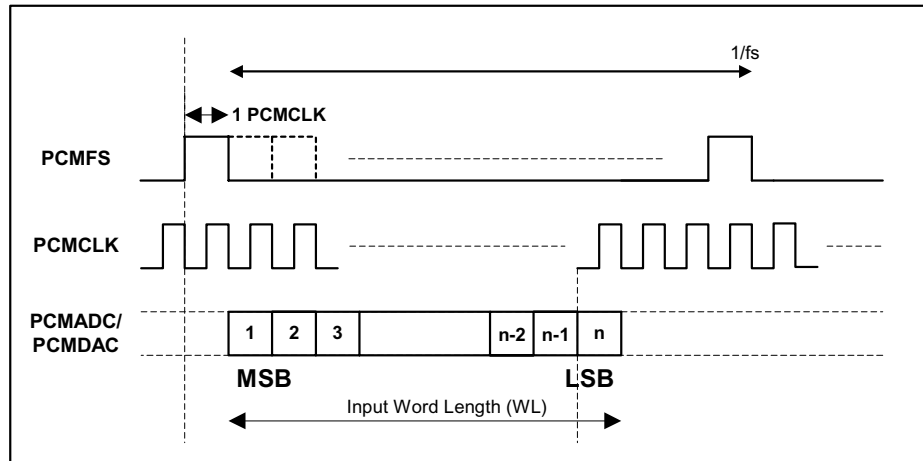 1/fs
1 PCMCLK
PCMFS
PCMCLK
PCMADC/
PCMDAC
1 2 3 n-2 n-1 n
MSB LSB
Input Word Length (WL)